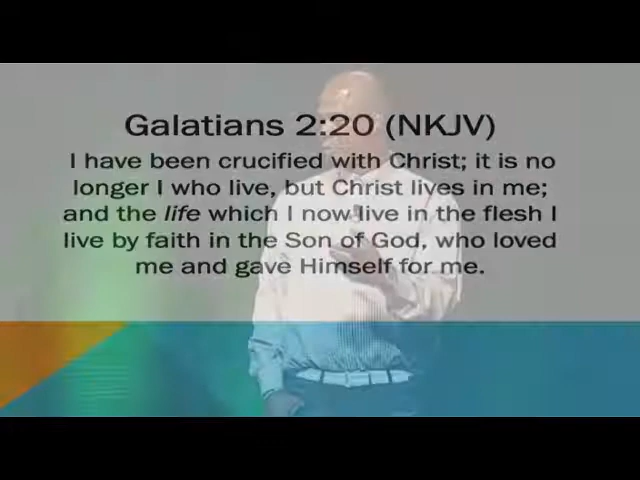 Galatians 2:20 (NKJV)
I have been crucified with Christ; it is no
longer I who live, but Christ lives in me;
and the life which I now live in the flesh I
live by faith in the Son of God, who loved
me and gave Himself for me.